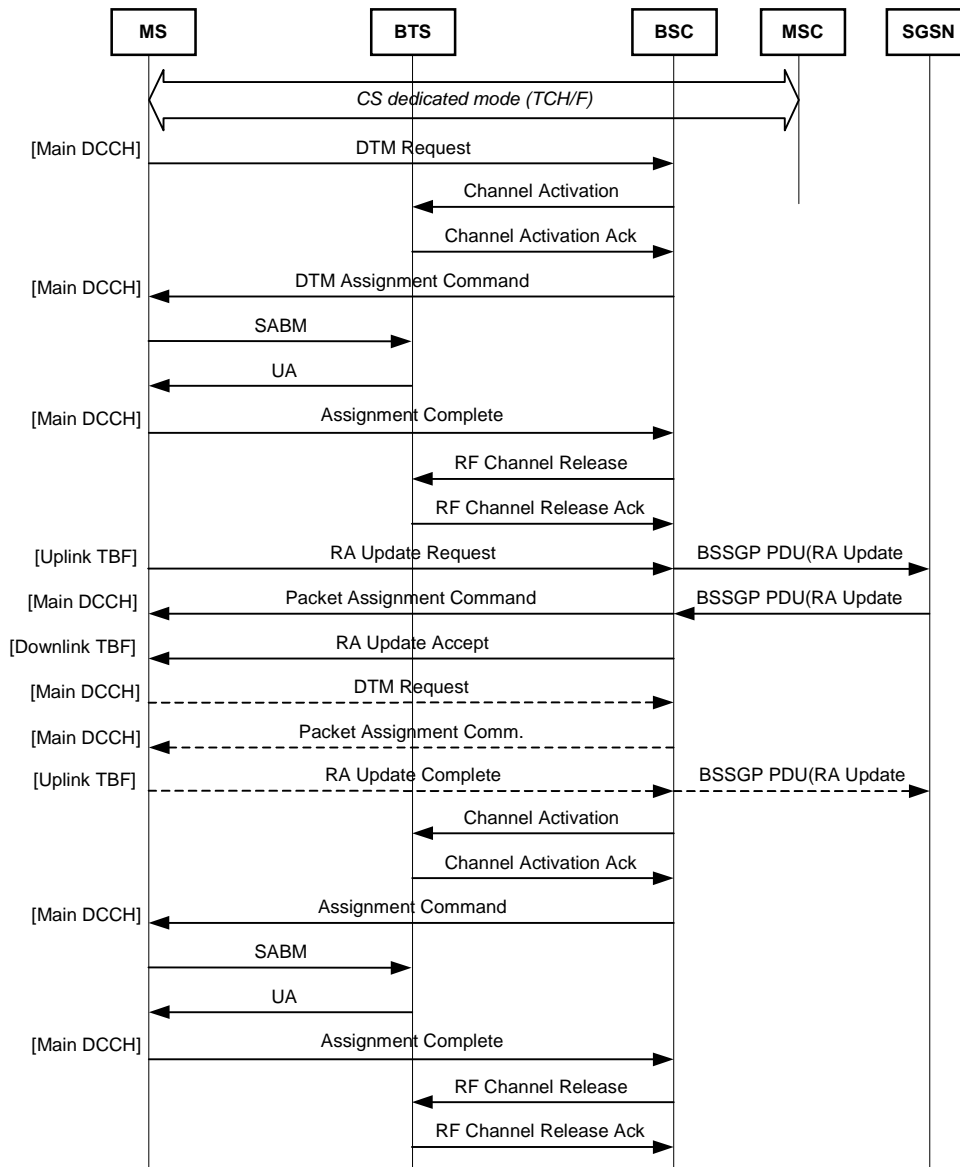 MS BTS BSC MSC SGSN
CS dedicated mode (TCH/F)
[Main DCCH] DTM Request
Channel Activation
Channel Activation Ack
[Main DCCH] DTM Assignment Command
SABM
UA
[Main DCCH] Assignment Complete
RF Channel Release
RF Channel Release Ack
[Uplink TBF] RA Update Request BSSGP PDU(RA Update
[Main DCCH] Packet Assignment Command BSSGP PDU(RA Update
[Downlink TBF] RA Update Accept
[Main DCCH] DTM Request
[Main DCCH] Packet Assignment Comm.
[Uplink TBF] RA Update Complete BSSGP PDU(RA Update
Channel Activation
Channel Activation Ack
[Main DCCH] Assignment Command
SABM
UA
[Main DCCH] Assignment Complete
RF Channel Release
RF Channel Release Ack